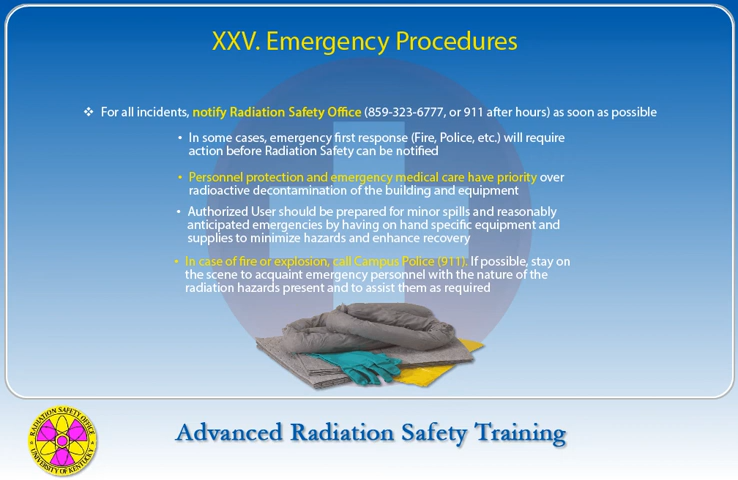 XXV. Emergency Procedures
❖ For all incidents, notify Radiation Safety Office (859-323-6777, or 911 after hours) as soon as possible
• In some cases, emergency first response (Fire, Police, etc.) will require
action before Radiation Safety can be notified
• Personnel protection and emergency medical care have priority over
radioactive decontamination of the building and equipment
• Authorized User should be prepared for minor spills and reasonably
anticipated emergencies by having on hand specific equipment and
supplies to minimize hazards and enhance recovery
• In case of fire or explosion, call Campus Police (911). If possible, stay on
the scene to acquaint emergency personnel with the nature of the
radiation hazards present and to assist them as required
RADIATION SAFETY OFFICE
UNIVERSITY OF KENTUCKY
Advanced Radiation Safety Training